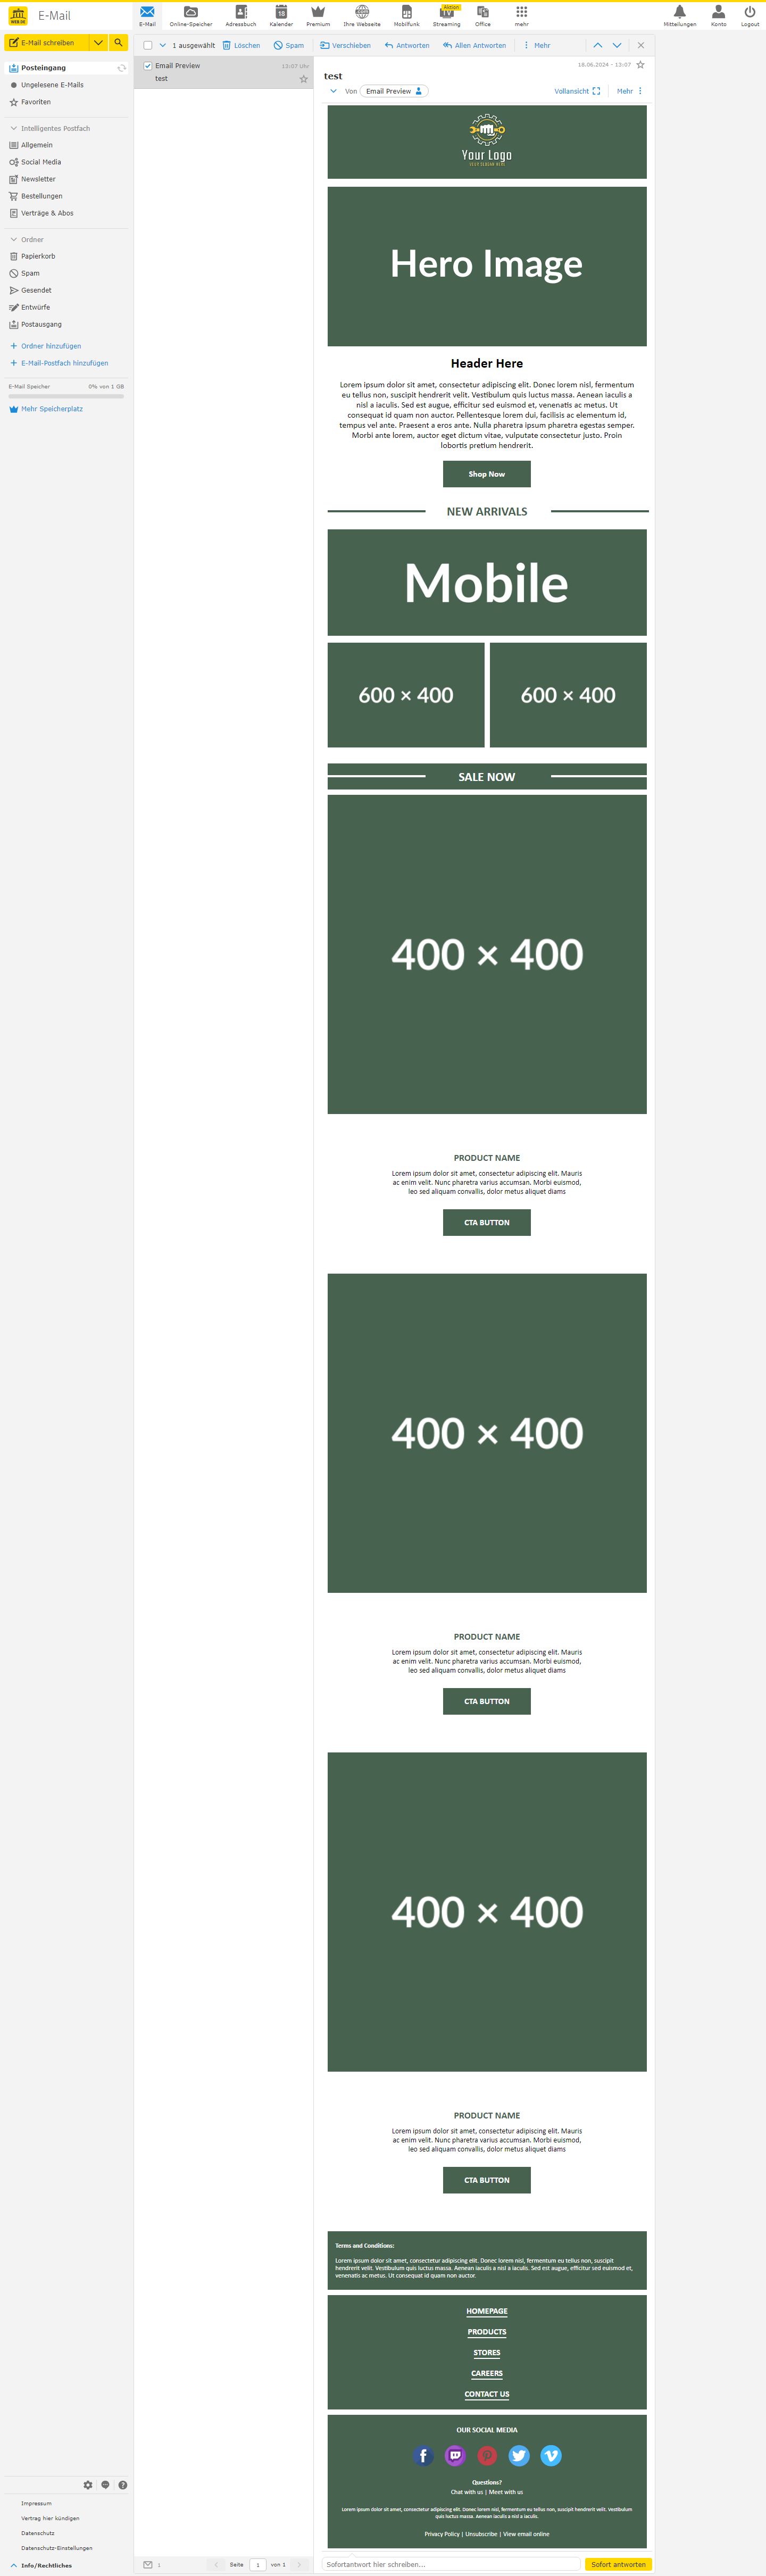 WEB.DE
E-Mail
E-Mail
Online-Speicher
Adressbuch
18
Kalender
Premium
Ihre Webseite
Mobilfunk
Aktion
Streaming
Office
mehr
Mitteilungen
Konto
Logout
E-Mail schreiben
Posteingang
Ungelesene E-Mails
Favoriten
Intelligentes Postfach
Allgemein
Social Media
Newsletter
Bestellungen
Verträge & Abos
Ordner
Papierkorb
Spam
Gesendet
Entwürfe
Postausgang
Ordner hinzufügen
E-Mail-Postfach hinzufügen
E-Mail Speicher 0% von 1 GB
Mehr Speicherplatz
Impressum
Vertrag hier kündigen
Datenschutz
Datenschutz-Einstellungen
Info/Rechtliches
1 ausgewählt Löschen Spam Verschieben Antworten Allen Antworten Mehr
Email Preview 13:07 Uhr
test
1 Seite 1 von 1
18.06.2024 - 13:07
test
Von Email Preview Vollansicht Mehr
Your Logo
Hero Image
Header Here
Lorem ipsum dolor sit amet, consectetur adipiscing elit. Donec lorem nisl, fermentum
eu tellus non, suscipit hendrerit velit. Vestibulum quis luctus massa. Aenean iaculis a
nisl a iaculis. Sed est augue, efficitur sed euismod et, venenatis ac metus. Ut
consequat id quam non auctor. Pellentesque lorem dui, facilisis ac elementum id,
tempus vel ante. Praesent a eros ante. Nulla pharetra ipsum pharetra egestas semper.
Morbi ante lorem, auctor eget dictum vitae, vulputate consectetur justo. Proin
lobortis pretium hendrerit.
Shop Now
NEW ARRIVALS
Mobile
600 × 400
600 × 400
SALE NOW
400 × 400
PRODUCT NAME
Lorem ipsum dolor sit amet, consectetur adipiscing elit. Mauris
ac enim velit. Nunc pharetra varius accumsan. Morbi euismod,
leo sed aliquam convallis, dolor metus aliquet diams
CTA BUTTON
400 × 400
PRODUCT NAME
Lorem ipsum dolor sit amet, consectetur adipiscing elit. Mauris
ac enim velit. Nunc pharetra varius accumsan. Morbi euismod,
leo sed aliquam convallis, dolor metus aliquet diams
CTA BUTTON
400 × 400
PRODUCT NAME
Lorem ipsum dolor sit amet, consectetur adipiscing elit. Mauris
ac enim velit. Nunc pharetra varius accumsan. Morbi euismod,
leo sed aliquam convallis, dolor metus aliquet diams
CTA BUTTON
Terms and Conditions:
Lorem ipsum dolor sit amet, consectetur adipiscing elit. Donec lorem nisl, fermentum eu tellus non, suscipit
hendrerit velit. Vestibulum quis luctus massa. Aenean iaculis a nisl a iaculis. Sed est augue, efficitur sed euismod et,
venenatis ac metus. Ut consequat id quam non auctor.
HOMEPAGE
PRODUCTS
STORES
CAREERS
CONTACT US
OUR SOCIAL MEDIA
Questions?
Chat with us | Meet with us
Lorem ipsum dolor sit amet, consectetur adipiscing elit. Donec lorem nisl, fermentum eu tellus non, suscipit hendrerit velit. Vestibulum
quis luctus massa. Aenean iaculis a nisl a iaculis.
Privacy Policy | Unsubscribe | View email online
Sofortantwort hier schreiben... Sofort antworten